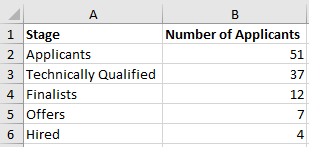 A B
1 Stage Number of Applicants
2 Applicants 51
3 Technically Qualified 37
4 Finalists 12
5 Offers 7
6 Hired 4